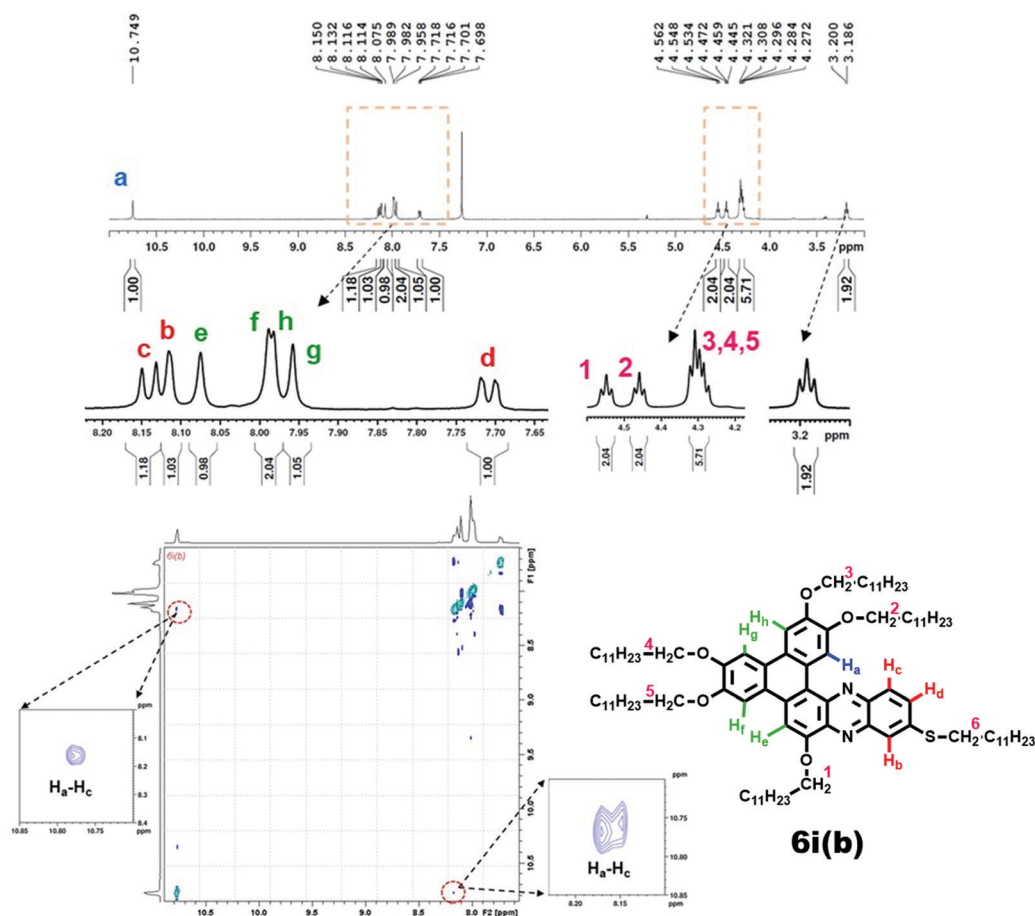 10.749
8.150
8.132
8.116
8.114
8.075
7.989
7.982
7.958
7.718
7.716
7.701
7.698
4.562
4.548
4.534
4.472
4.459
4.445
4.321
4.308
4.296
4.284
4.272
3.200
3.186
a
10.5 10.0 9.5 9.0 8.5 8.0 7.5 7.0 6.5 6.0 5.5 5.0 4.5 4.0 3.5 ppm
1.00 1.18 1.03 0.98 2.04 1.05 1.00 2.04 2.04 5.71 1.92
c b e f h g d
1 2 3,4,5
8.20 8.15 8.10 8.05 8.00 7.95 7.90 7.85 7.80 7.75 7.70 7.65
4.5 4.4 4.3 4.2
3.2 ppm
1.18 1.03 0.98 2.04 1.05 1.00
2.04 2.04 5.71
1.92
6i(b)
F1 [ppm]
8.5
9.0
9.5
10.0
10.5
10.5 10.0 9.5 9.0 8.5 8.0 F2 [ppm]
ppm
8.1
8.2
8.3
8.4
ppm
Ha-Hc
10.85 10.80 10.75
ppm
10.75
10.80
10.85
Ha-Hc
8.20 8.15 ppm
3
O-CH2C11H23
2
O-CH2C11H23
Hh
Hg
4
C11H23-H2C-O
5
C11H23-H2C-O
Ha
Hc
Hd
N
N
Hf
He
Hb
6
S-CH2C11H23
O
1
C11H23-CH2
6i(b)